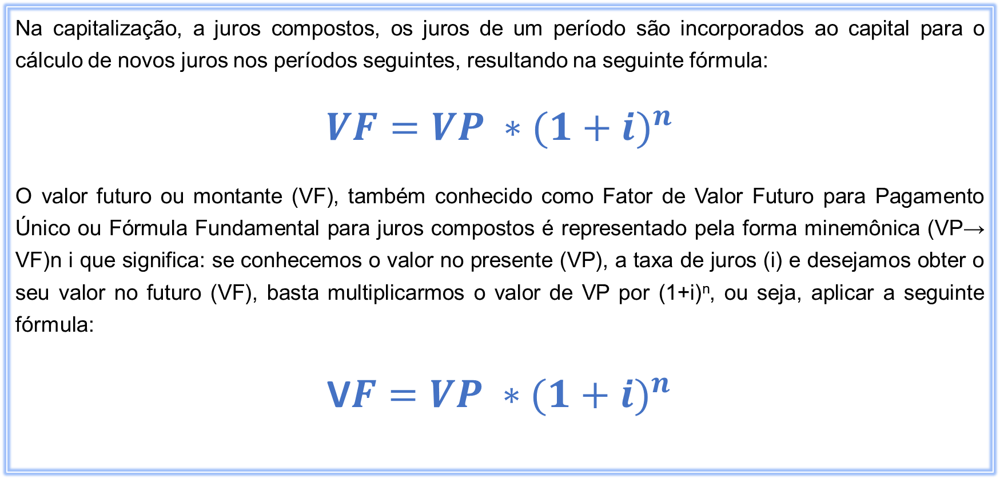 Na capitalização, a juros compostos, os juros de um período são incorporados ao capital para o
cálculo de novos juros nos períodos seguintes, resultando na seguinte fórmula:
VF = VP * (1 + i)ⁿ
O valor futuro ou montante (VF), também conhecido como Fator de Valor Futuro para Pagamento
Único ou Fórmula Fundamental para juros compostos é representado pela forma minemônica (VP→
VF)n i que significa: se conhecemos o valor no presente (VP), a taxa de juros (i) e desejamos obter o
seu valor no futuro (VF), basta multiplicarmos o valor de VP por (1+i)ⁿ, ou seja, aplicar a seguinte
fórmula:
VF = VP * (1 + i)ⁿ